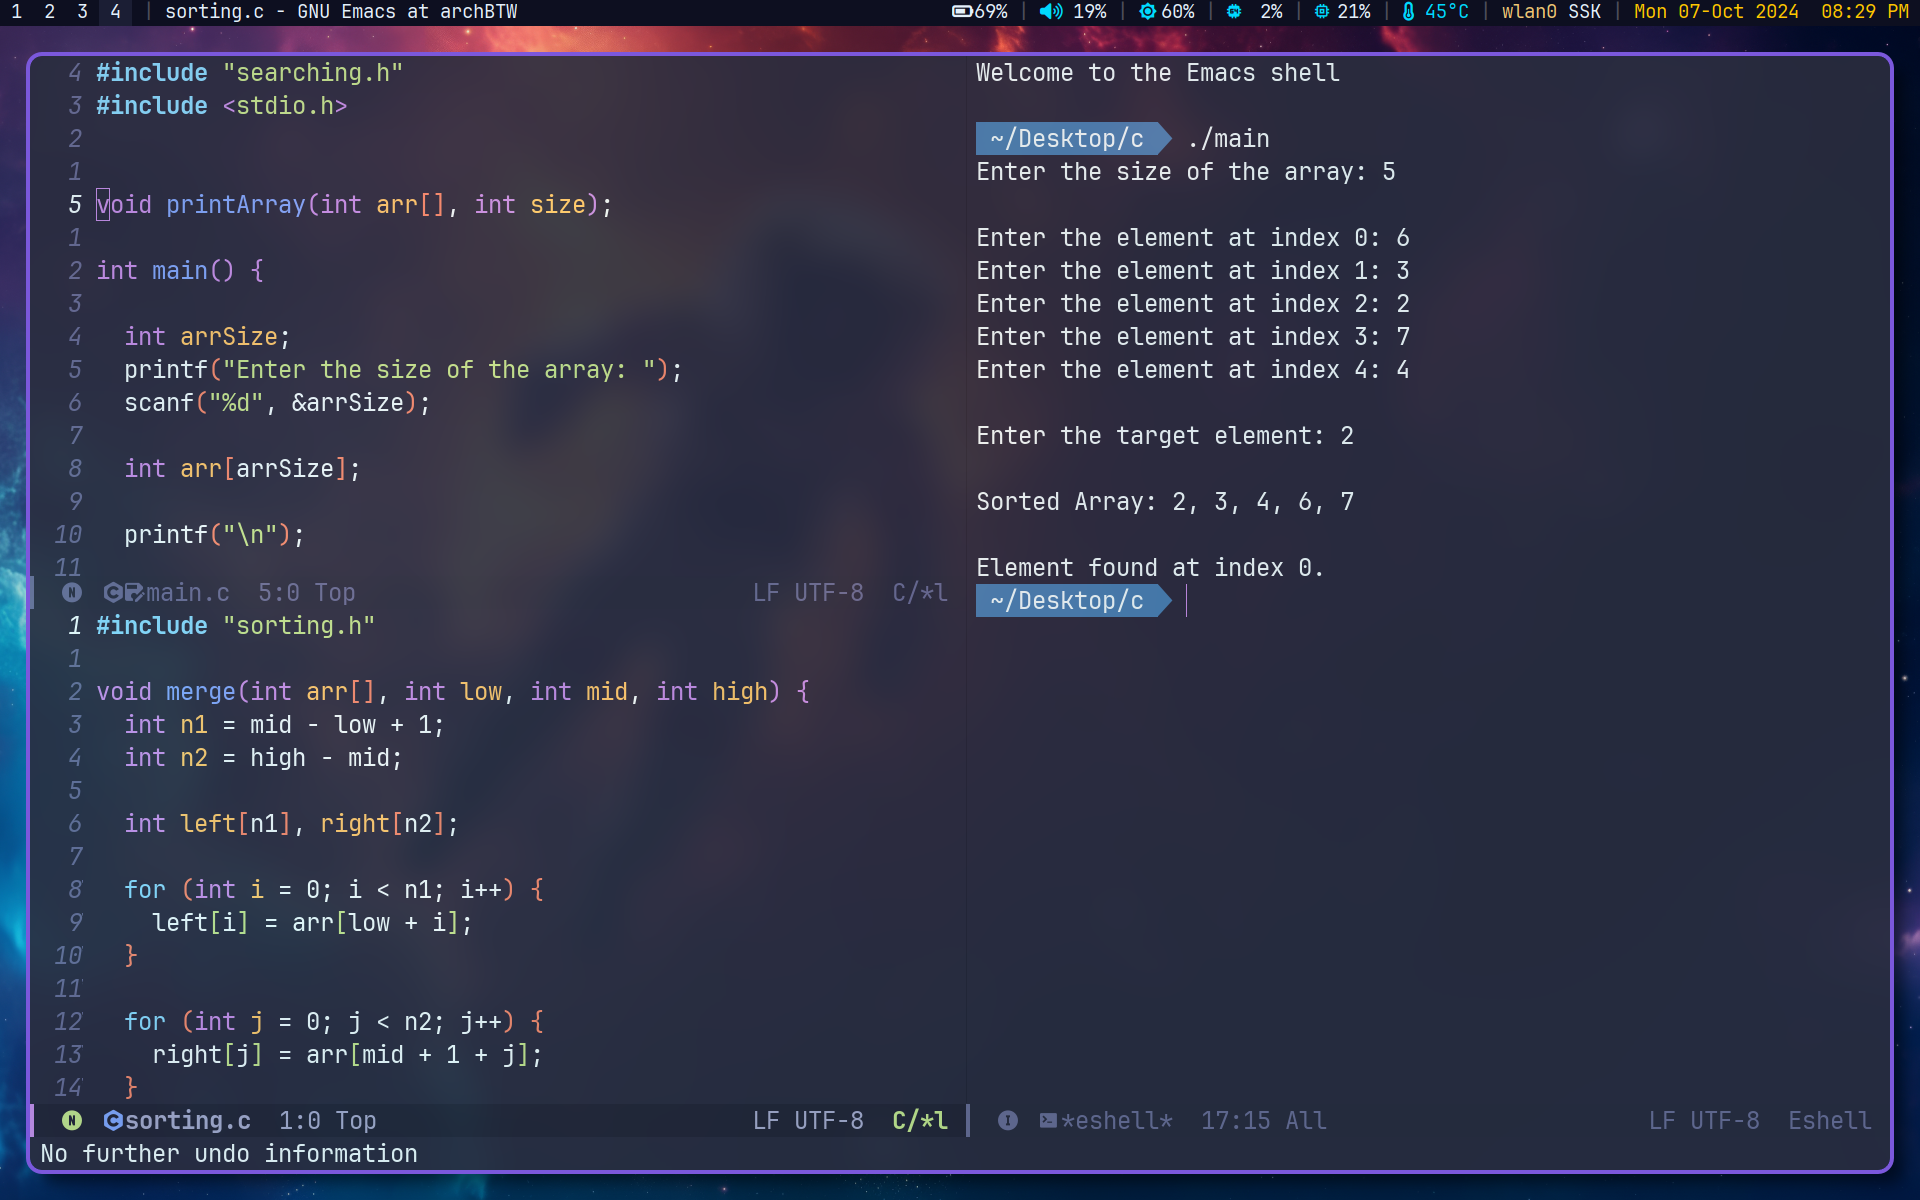 1 2 3 4 | sorting.c - GNU Emacs at archBTW 69% | 19% | 60% | 2% | 21% | 45°C | wlan0 SSK | Mon 07-Oct 2024 08:29 PM
4 #include "searching.h"
3 #include <stdio.h>
2
1
5 void printArray(int arr[], int size);
1
2 int main() {
3
4 int arrSize;
5 printf("Enter the size of the array: ");
6 scanf("%d", &arrSize);
7
8 int arr[arrSize];
9
10 printf("\n");
11
N C main.c 5:0 Top LF UTF-8 C/*l
1 #include "sorting.h"
1
2 void merge(int arr[], int low, int mid, int high) {
3 int n1 = mid - low + 1;
4 int n2 = high - mid;
5
6 int left[n1], right[n2];
7
8 for (int i = 0; i < n1; i++) {
9 left[i] = arr[low + i];
10 }
11
12 for (int j = 0; j < n2; j++) {
13 right[j] = arr[mid + 1 + j];
14 }
N C sorting.c 1:0 Top LF UTF-8 C/*l
Welcome to the Emacs shell
~/Desktop/c ./main
Enter the size of the array: 5
Enter the element at index 0: 6
Enter the element at index 1: 3
Enter the element at index 2: 2
Enter the element at index 3: 7
Enter the element at index 4: 4
Enter the target element: 2
Sorted Array: 2, 3, 4, 6, 7
Element found at index 0.
~/Desktop/c
I *eshell* 17:15 All LF UTF-8 Eshell
No further undo information